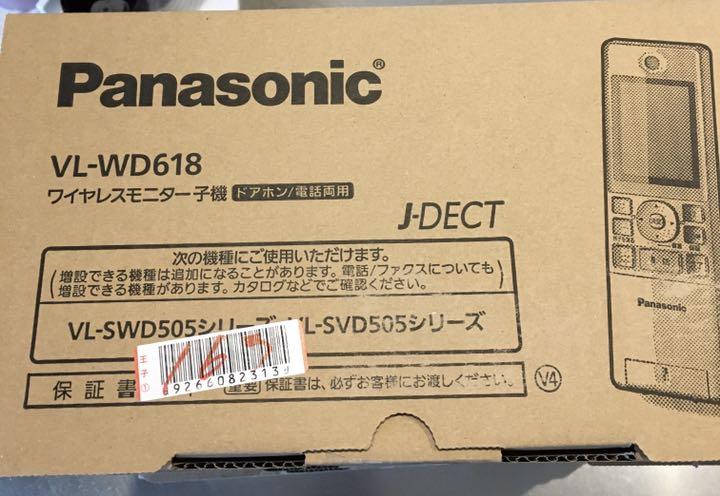 Panasonic®
VL-WD618
ワイヤレスモニター子機 ドアホン/電話両用
J-DECT
次の機種にご使用いただけます。
(増設できる機種は追加になることがあります。電話/ファクスについても
増設できる機種があります。カタログなどでご確認ください。)
VL-SWD505シリーズ VL-SVD505シリーズ
王子①
保証書 重要 保証書は、必ずお客様にお渡しください。 V4
Panasonic